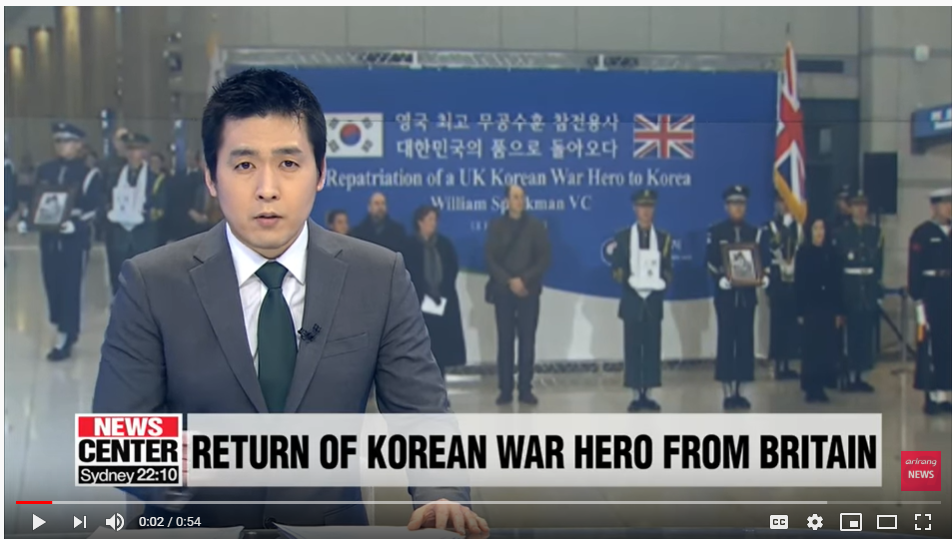 영국 최고 무공수훈 참전용사
대한민국의 품으로 돌아오다
Repatriation of a UK Korean War Hero to Korea
William Sp kman VC
NEWS
CENTER
Sydney 22:10
RETURN OF KOREAN WAR HERO FROM BRITAIN
arirang
NEWS
0:02 / 0:54
CC